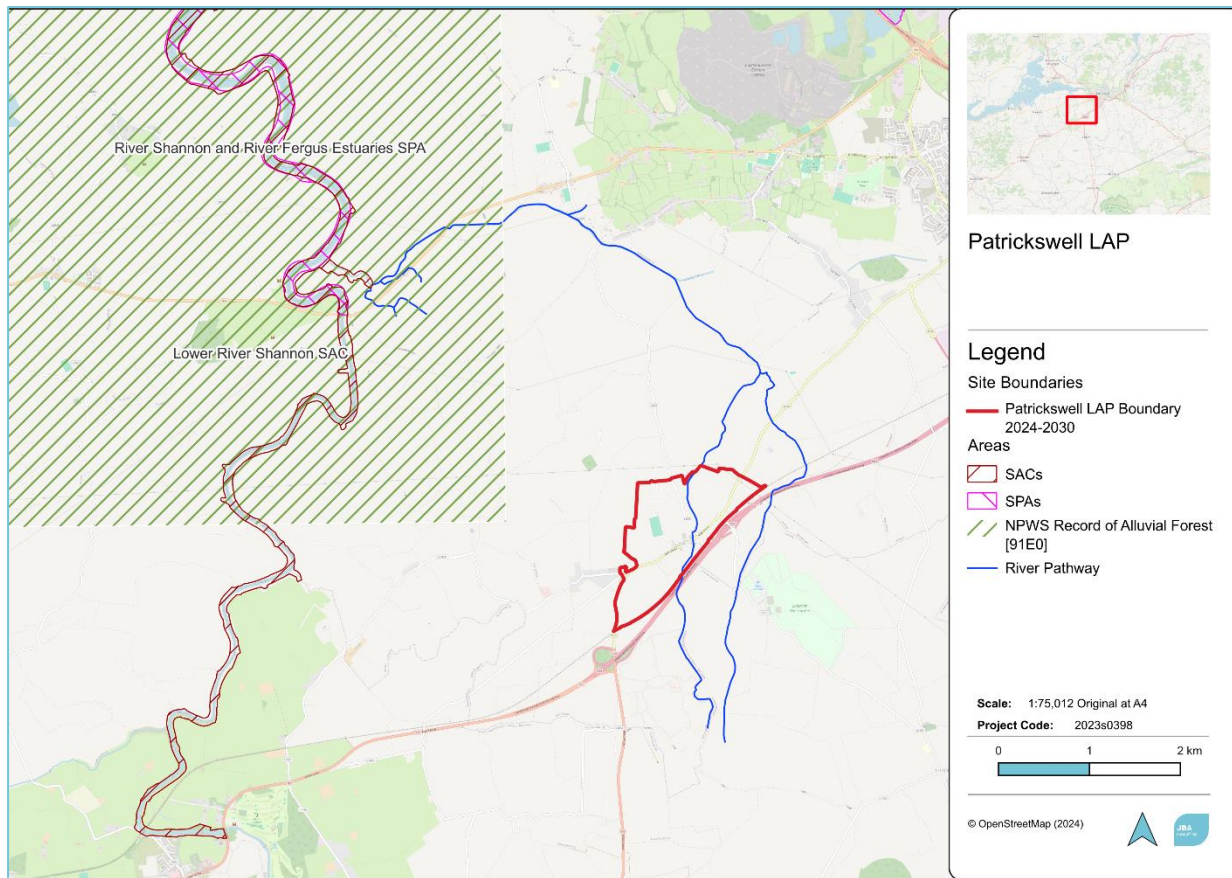 River Shannon and River Fergus Estuaries SPA
Lower River Shannon SAC
Patrickswell LAP
Legend
Site Boundaries
Patrickswell LAP Boundary
2024-2030
Areas
SACs
SPAs
NPWS Record of Alluvial Forest
[91E0]
River Pathway
Scale: 1:75,012 Original at A4
Project Code: 2023s0398
0 1 2 km
© OpenStreetMap (2024)
JBA